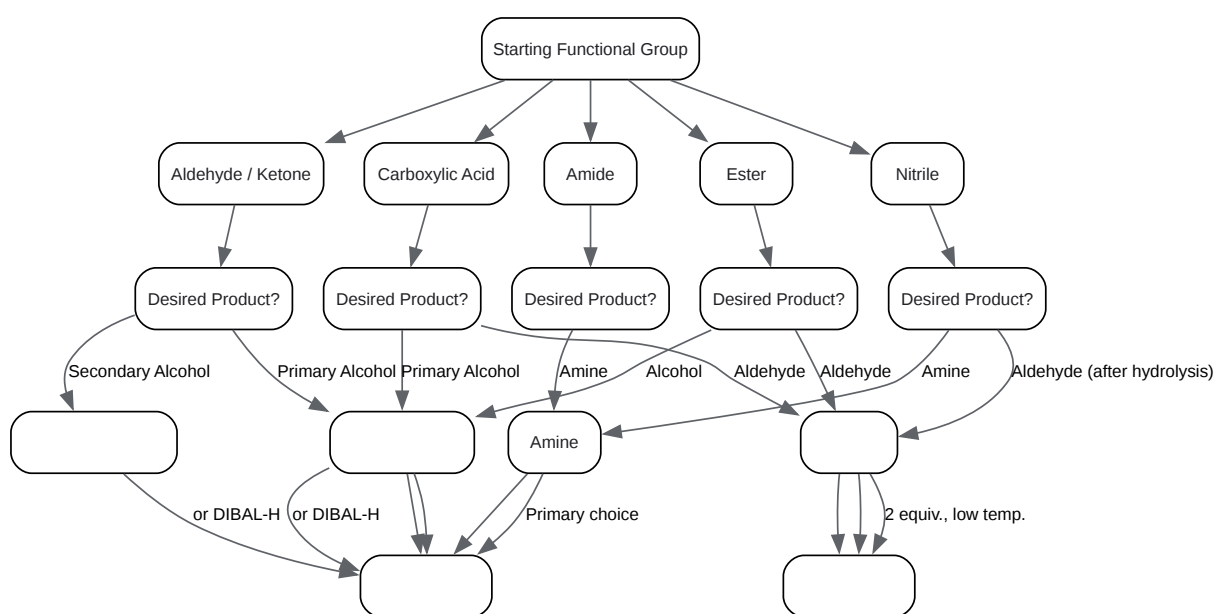 Starting Functional Group
Aldehyde / Ketone
Carboxylic Acid
Amide
Ester
Nitrile
Desired Product?
Desired Product?
Desired Product?
Desired Product?
Desired Product?
Secondary Alcohol
Primary Alcohol
Primary Alcohol
Amine
Alcohol
Aldehyde
Aldehyde
Amine
Aldehyde (after hydrolysis)
Amine
or DIBAL-H
or DIBAL-H
Primary choice
2 equiv., low temp.